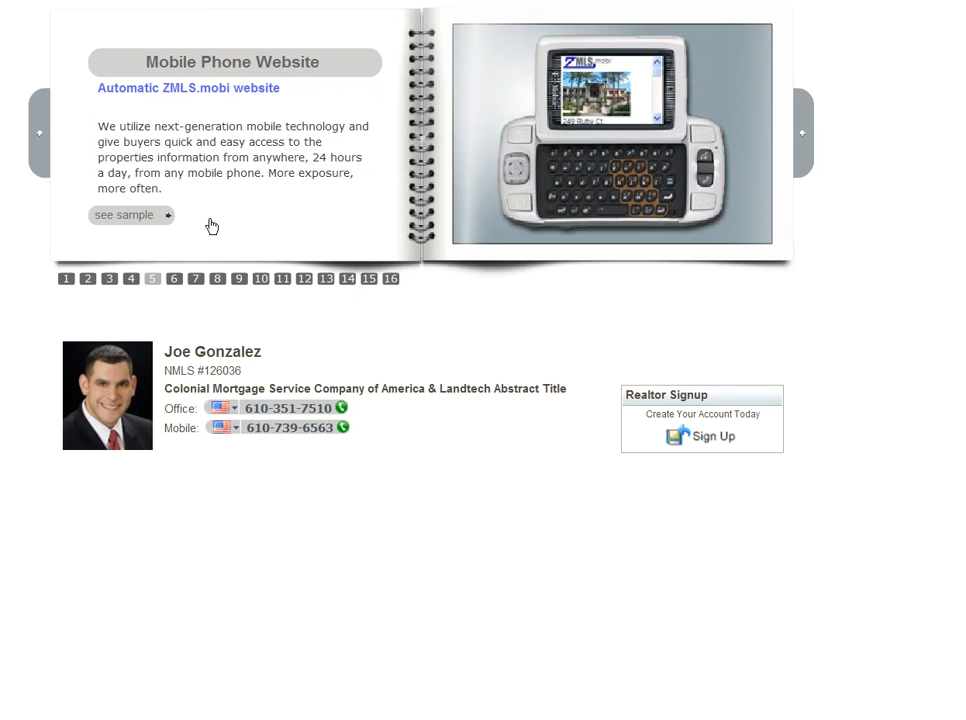 Mobile Phone Website
Automatic ZMLS.mobi website
We utilize next-generation mobile technology and
give buyers quick and easy access to the
properties information from anywhere, 24 hours
a day, from any mobile phone. More exposure,
more often.
see sample
ZMLS.mobi
249 Ruby Ct.
1 2 3 4 5 6 7 8 9 10 11 12 13 14 15 16
Joe Gonzalez
NMLS #126036
Colonial Mortgage Service Company of America & Landtech Abstract Title
Office: 610-351-7510
Mobile: 610-739-6563
Realtor Signup
Create Your Account Today
Sign Up